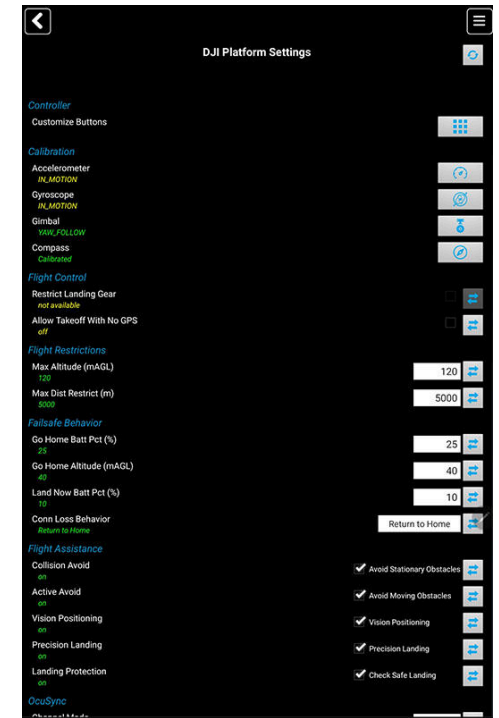 DJI Platform Settings
Controller
Customize Buttons
Calibration
Accelerometer
IN_MOTION
Gyroscope
IN_MOTION
Gimbal
YAW_FOLLOW
Compass
Calibrated
Flight Control
Restrict Landing Gear
not available
Allow Takeoff With No GPS
off
Flight Restrictions
Max Altitude (mAGL)
120
120
Max Dist Restrict (m)
5000
5000
Failsafe Behavior
Go Home Batt Pct (%)
25
25
Go Home Altitude (mAGL)
40
40
Land Now Batt Pct (%)
10
10
Conn Loss Behavior
Return to Home
Return to Home
Flight Assistance
Collision Avoid
on
Avoid Stationary Obstacles
Active Avoid
on
Avoid Moving Obstacles
Vision Positioning
on
Vision Positioning
Precision Landing
on
Precision Landing
Landing Protection
on
Check Safe Landing
OcuSync
Channel Mode